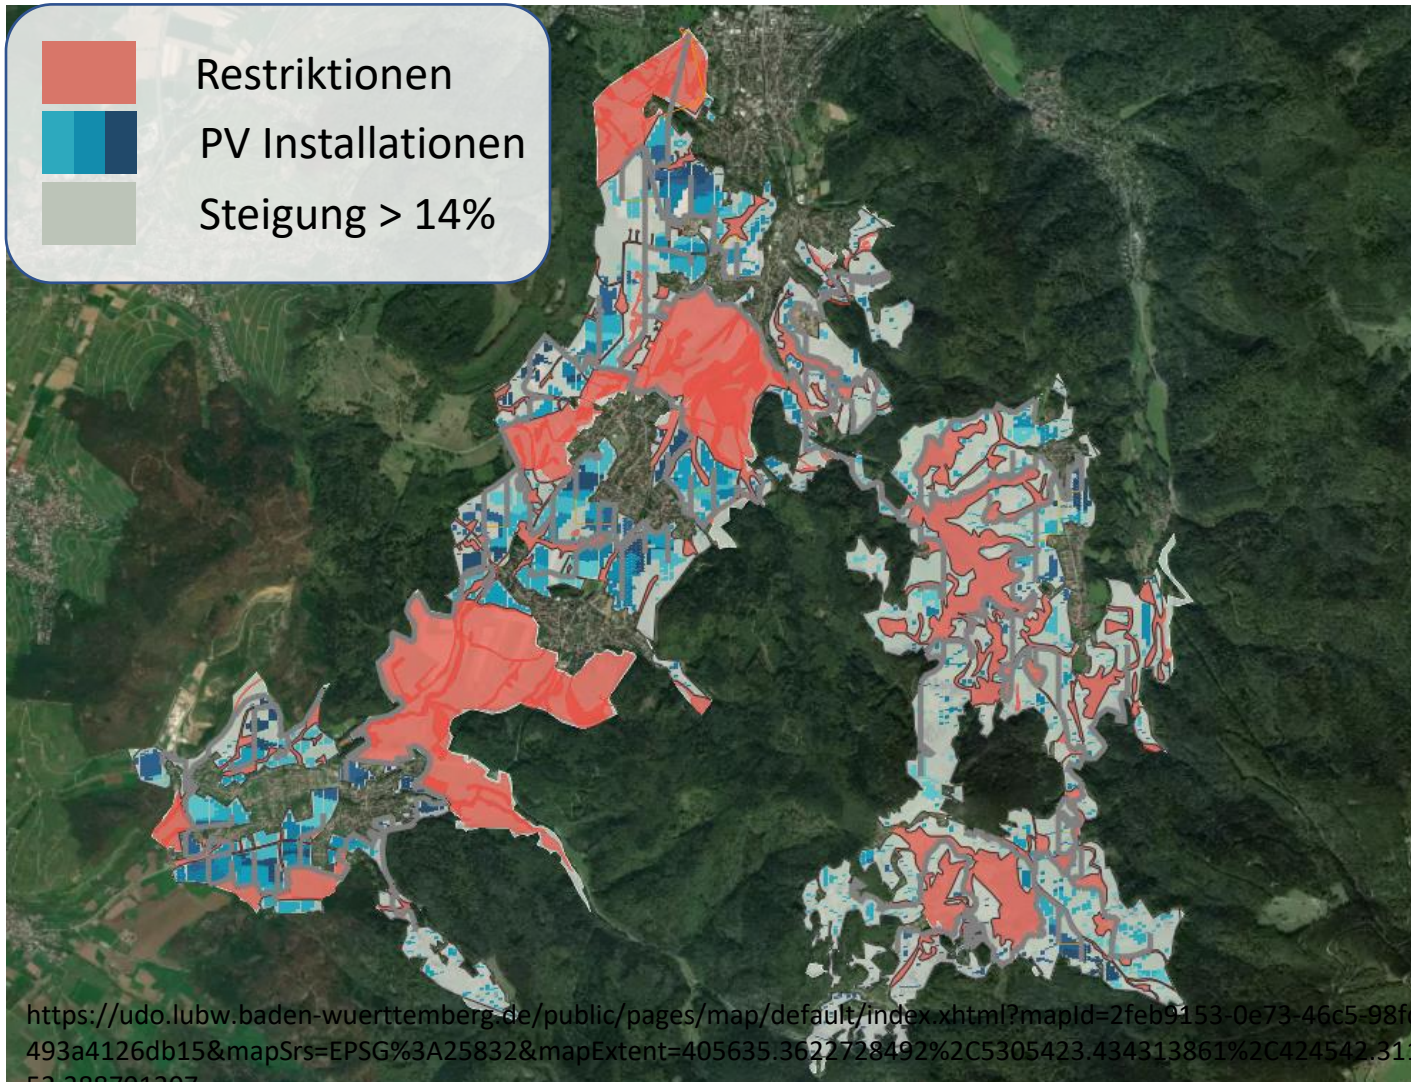 Restriktionen
PV Installationen
Steigung > 14%
https://udo.lubw.baden-wuerttemberg.de/public/pages/map/default/index.xhtml?mapId=2feb9153-0e73-46c5-98f
493a4126db15&mapSrs=EPSG%3A25832&mapExtent=405635.3622728492%2C5305423.434313861%2C424542.31